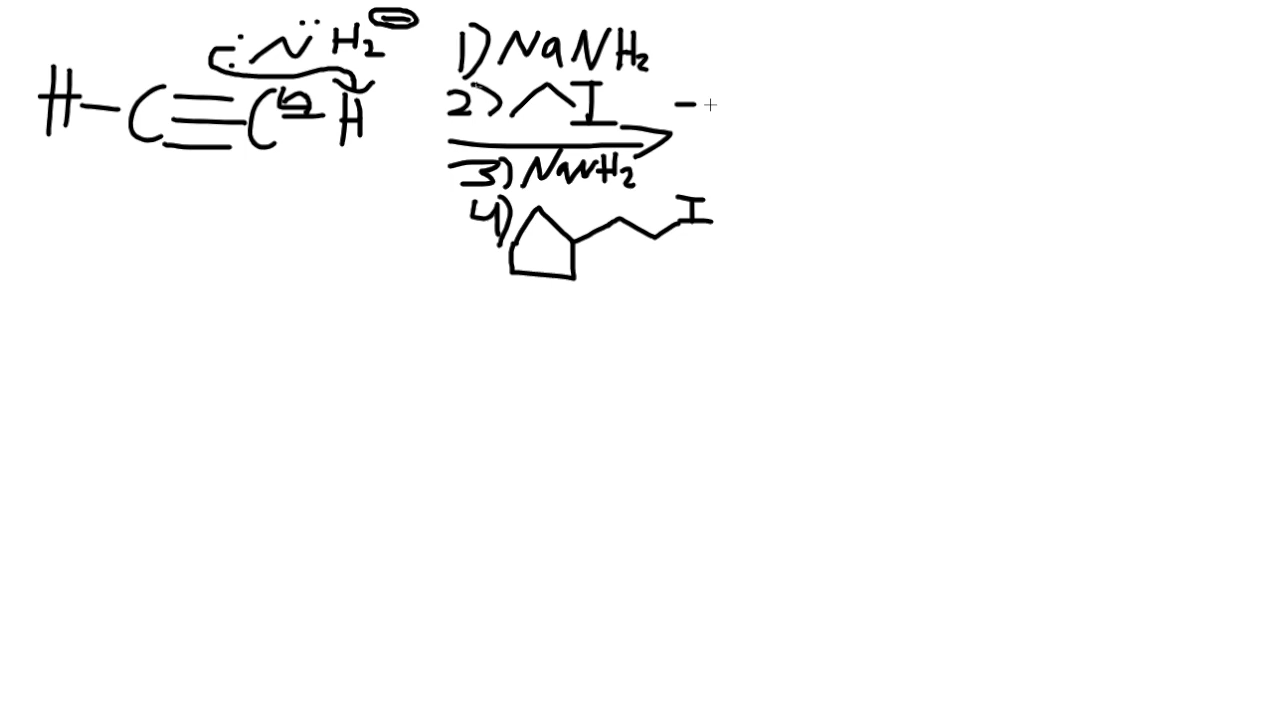 :NH₂⊖
H-C≡C-H
1) NaNH₂
2) I
3) NaNH₂
4) I